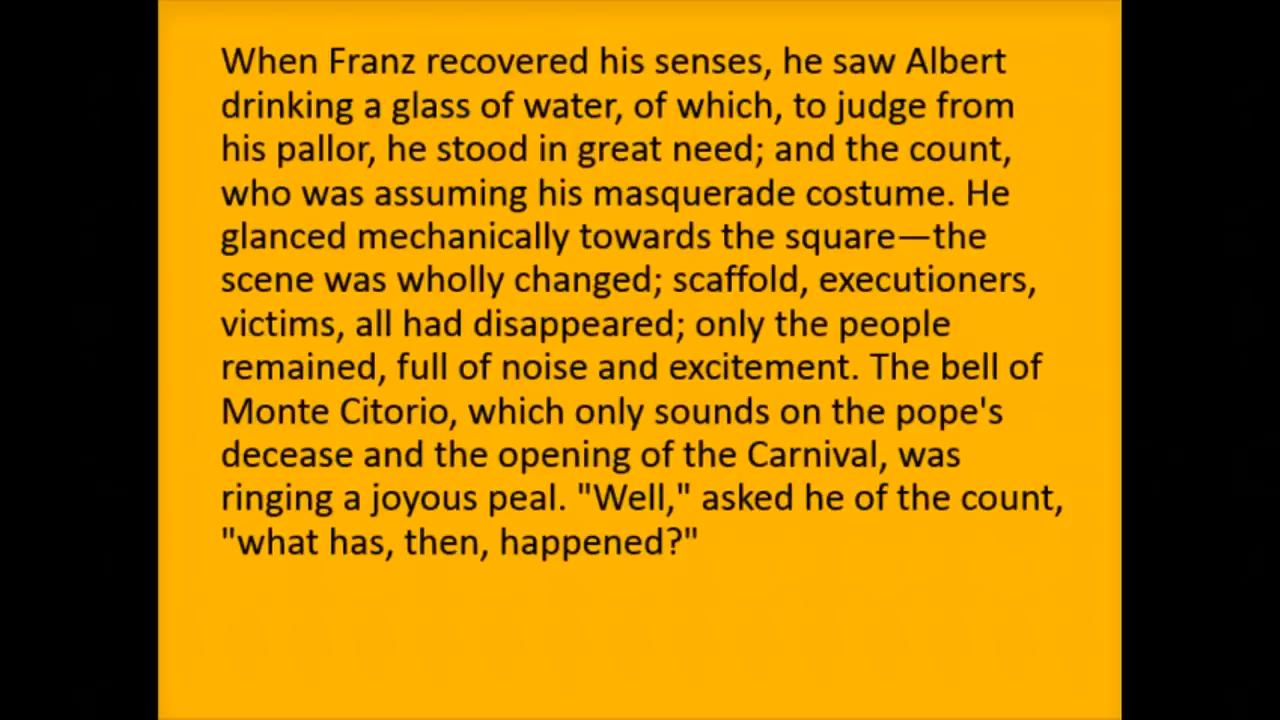 When Franz recovered his senses, he saw Albert
drinking a glass of water, of which, to judge from
his pallor, he stood in great need; and the count,
who was assuming his masquerade costume. He
glanced mechanically towards the square—the
scene was wholly changed; scaffold, executioners,
victims, all had disappeared; only the people
remained, full of noise and excitement. The bell of
Monte Citorio, which only sounds on the pope's
decease and the opening of the Carnival, was
ringing a joyous peal. "Well," asked he of the count,
"what has, then, happened?"